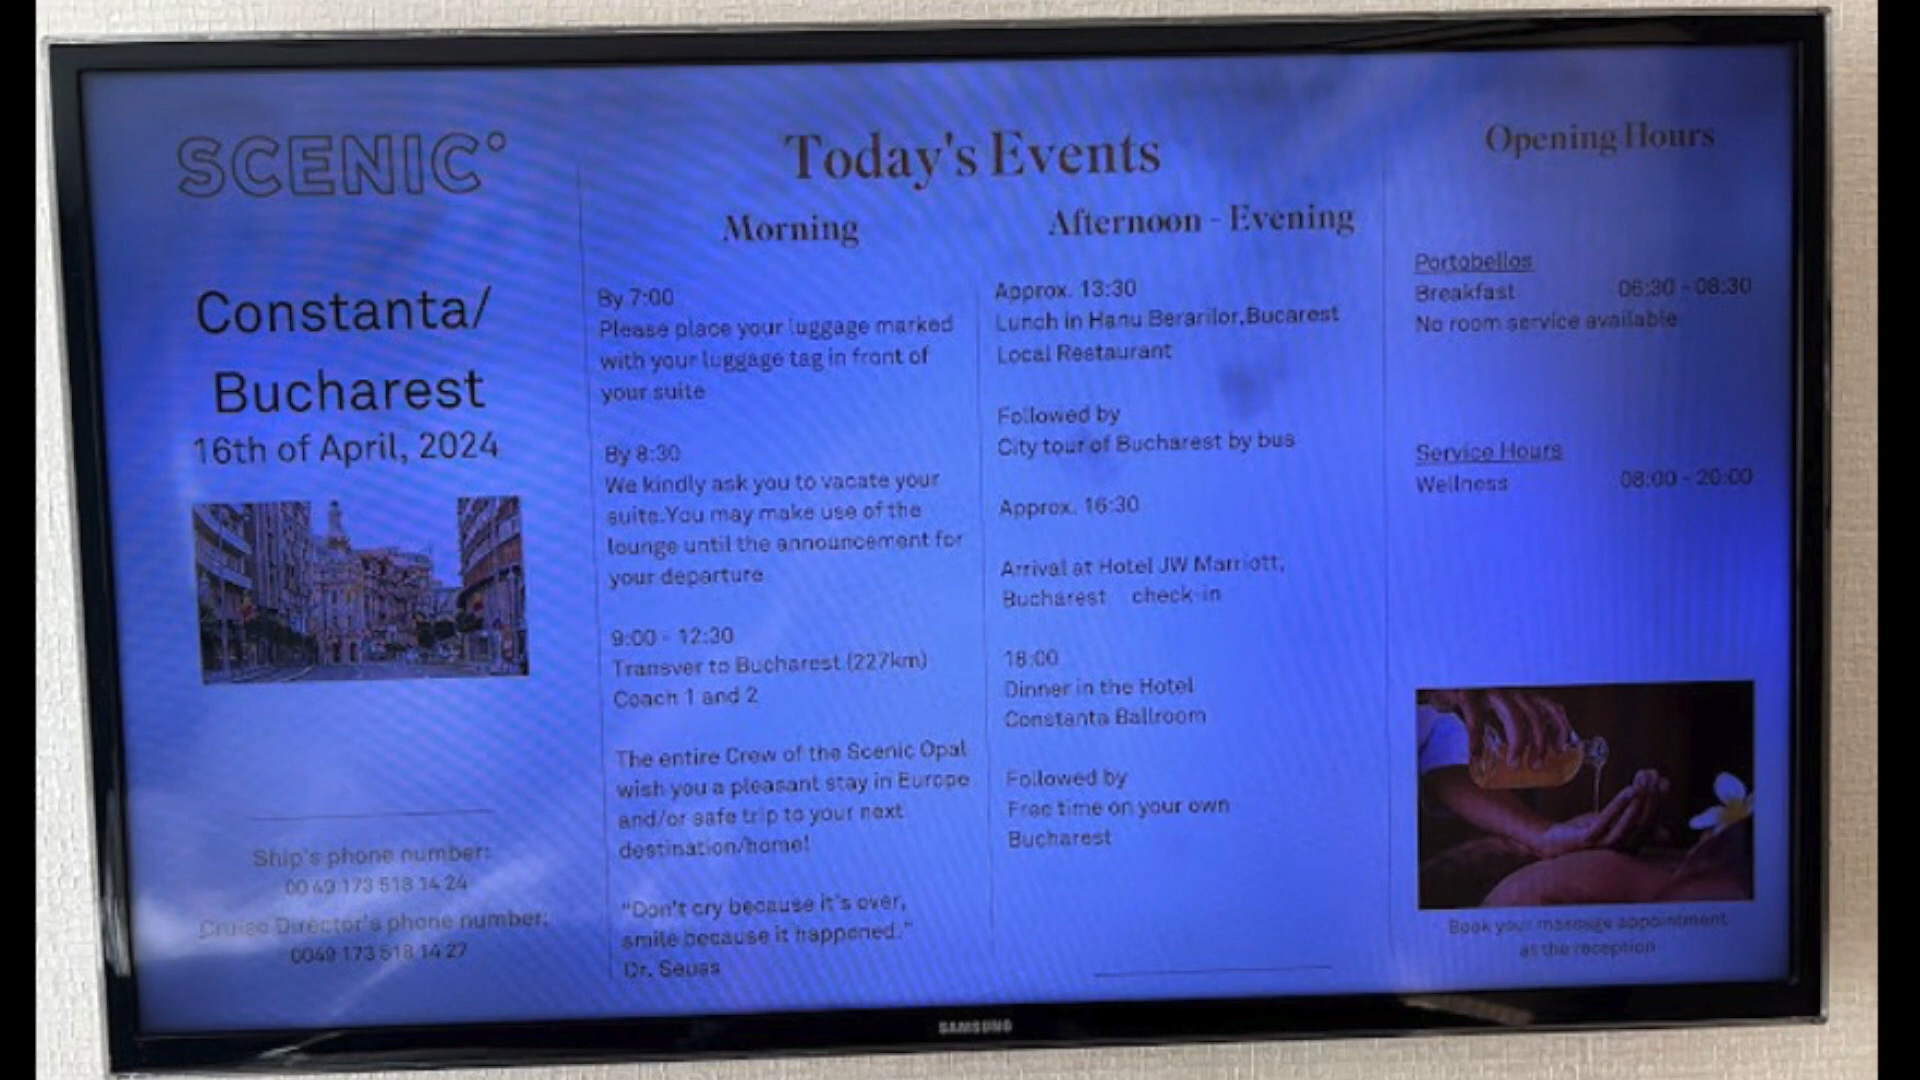 SCENIC°
Constanta/
Bucharest
16th of April, 2024
Ship's phone number:
00 49 173 518 14 24
Cruise Director's phone number:
0049 173 518 14 27
Today's Events
Morning
By 7:00
Please place your luggage marked
with your luggage tag in front of
your suite
By 8:30
We kindly ask you to vacate your
suite.You may make use of the
lounge until the announcement for
your departure
9:00 - 12:30
Transver to Bucharest (227km)
Coach 1 and 2
The entire Crew of the Scenic Opal
wish you a pleasant stay in Europe
and/or safe trip to your next
destination/home!
"Don't cry because it's over,
smile because it happened."
Dr. Seuss
Afternoon - Evening
Approx. 13:30
Lunch in Hanu Berarilor,Bucarest
Local Restaurant
Followed by
City tour of Bucharest by bus
Approx. 16:30
Arrival at Hotel JW Marriott,
Bucharest check-in
18:00
Dinner in the Hotel
Constanta Ballroom
Followed by
Free time on your own
Bucharest
Opening Hours
Portobellos
Breakfast 06:30 - 08:30
No room service available
Service Hours
Wellness 08:00 - 20:00
Book your massage appointment
at the reception
SAMSUNG